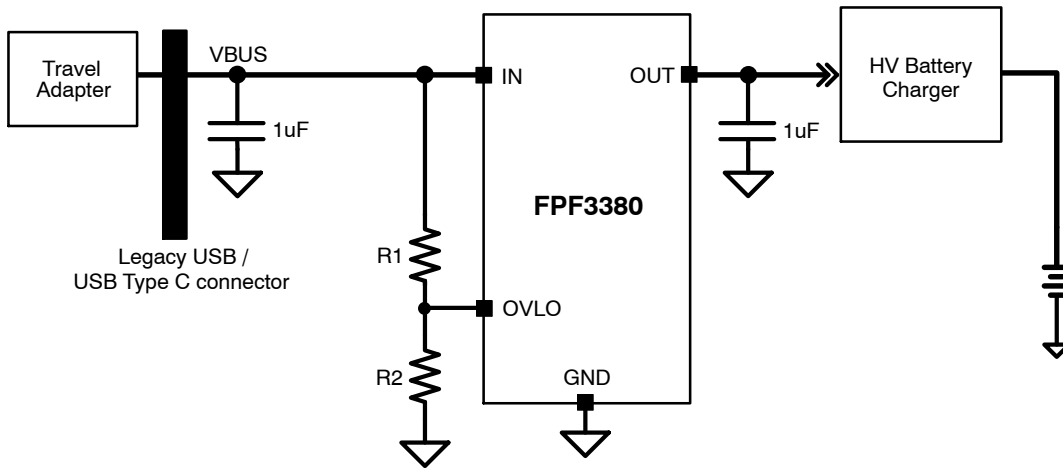 Travel
Adapter
VBUS
1uF
Legacy USB /
USB Type C connector
R1
R2
IN
OUT
FPF3380
OVLO
GND
1uF
HV Battery
Charger